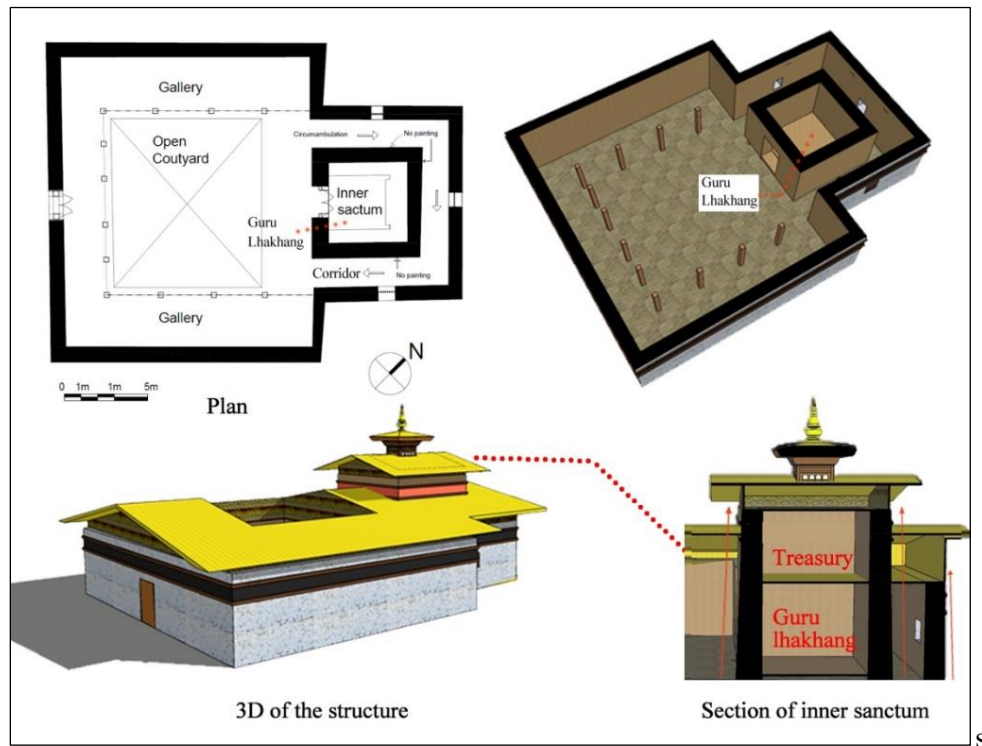 Gallery
Open
Coutyard
Circumambulation
No painting
Inner
sactum
Guru
Lhakhang
Corridor
No painting
Gallery
0 1m 1m 5m
Plan
N
Guru
Lhakhang
3D of the structure
Treasury
Guru
lhakhang
Section of inner sanctum
s